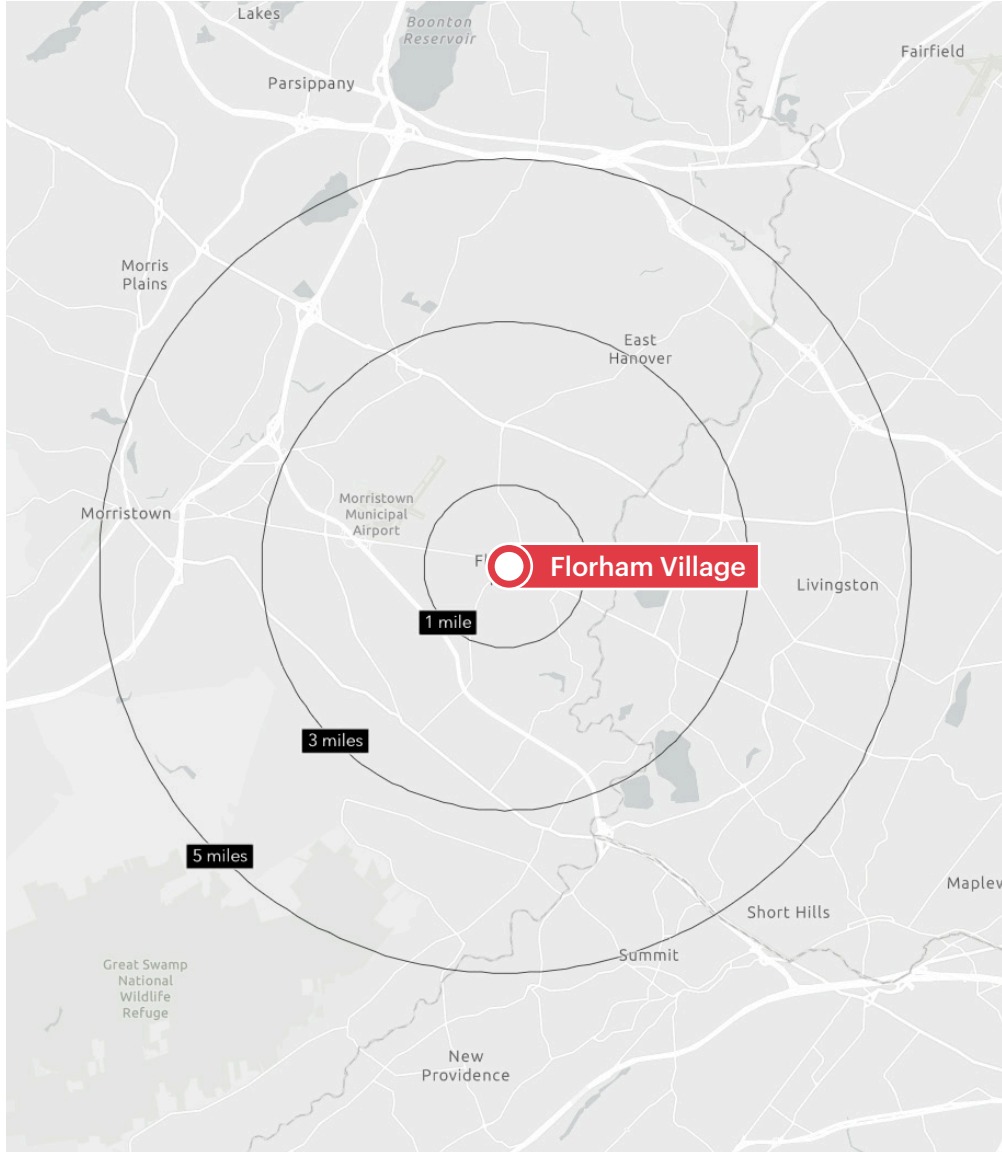 Lakes
Boonton
Reservoir
Fairfield
Parsippany
Morris
Plains
East
Hanover
Morristown
Municipal
Airport
Morristown
Florham Village
Livingston
1 mile
3 miles
5 miles
Maplew
Short Hills
Summit
Great Swamp
National
Wildlife
Refuge
New
Providence